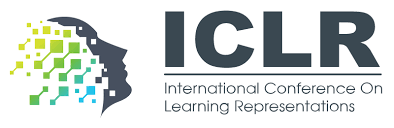 ICLR
International Conference On
Learning Representations